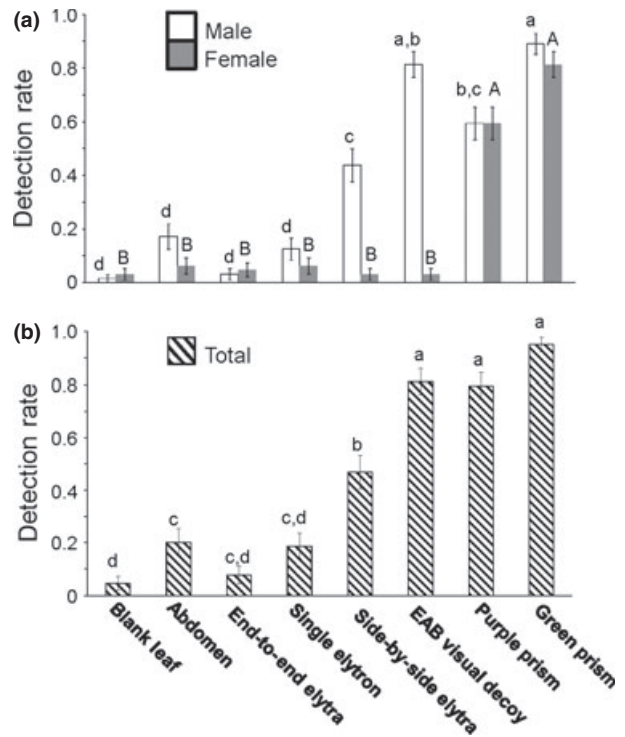 (a)
Male
Female
Detection rate
1.0
0.8
0.6
0.4
0.2
0
d B
d B
d B
d B
c B
a,b B
b,c A
a A
(b)
Total
Detection rate
1.0
0.8
0.6
0.4
0.2
0
d
c
c,d
c,d
b
a
a
a
Blank leaf
Abdomen
End-to-end elytra
Single elytron
Side-by-side elytra
EAB visual decoy
Purple prism
Green prism